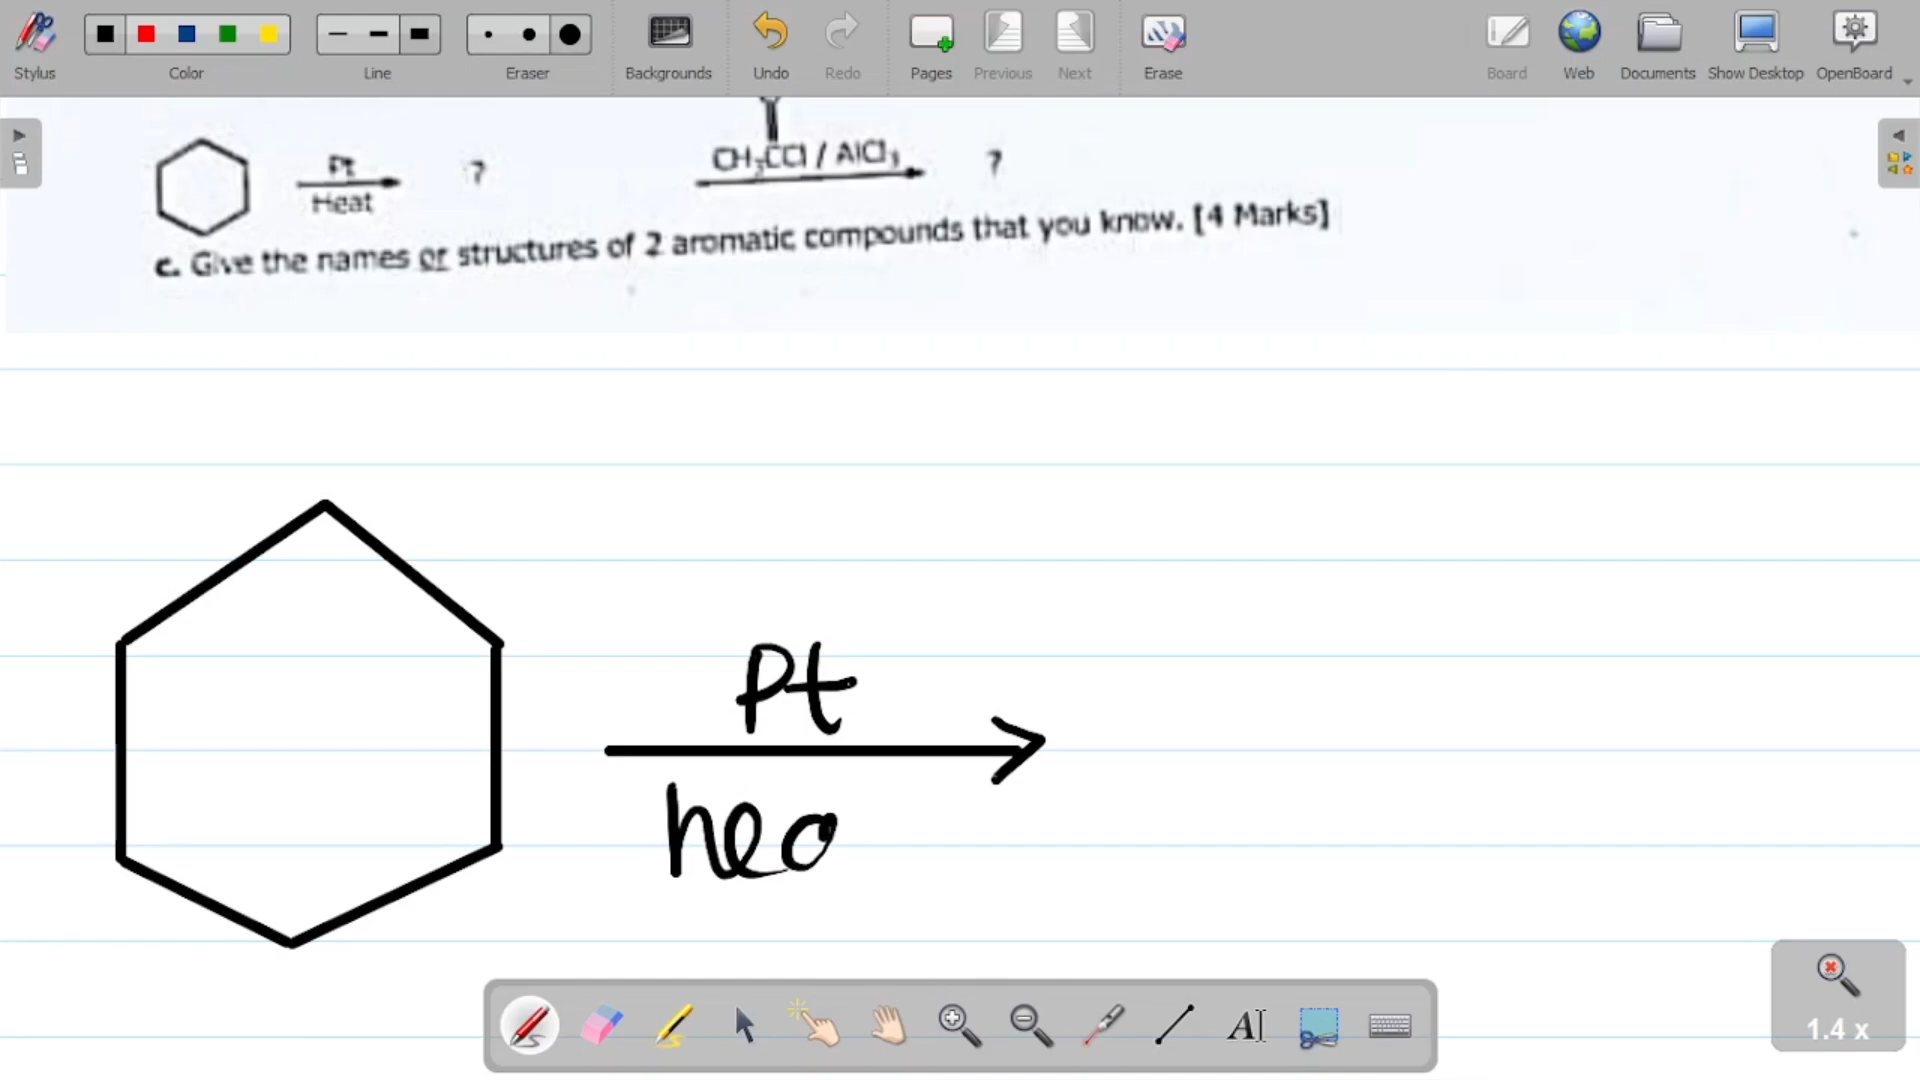 Stylus Color Line Eraser Backgrounds Undo Redo Pages Previous Next Erase Board Web Documents Show Desktop OpenBoard
Pt
Heat
?
CH3CCl / AlCl3
?
c. Give the names or structures of 2 aromatic compounds that you know. [4 Marks]
Pt
hea
1.4 x